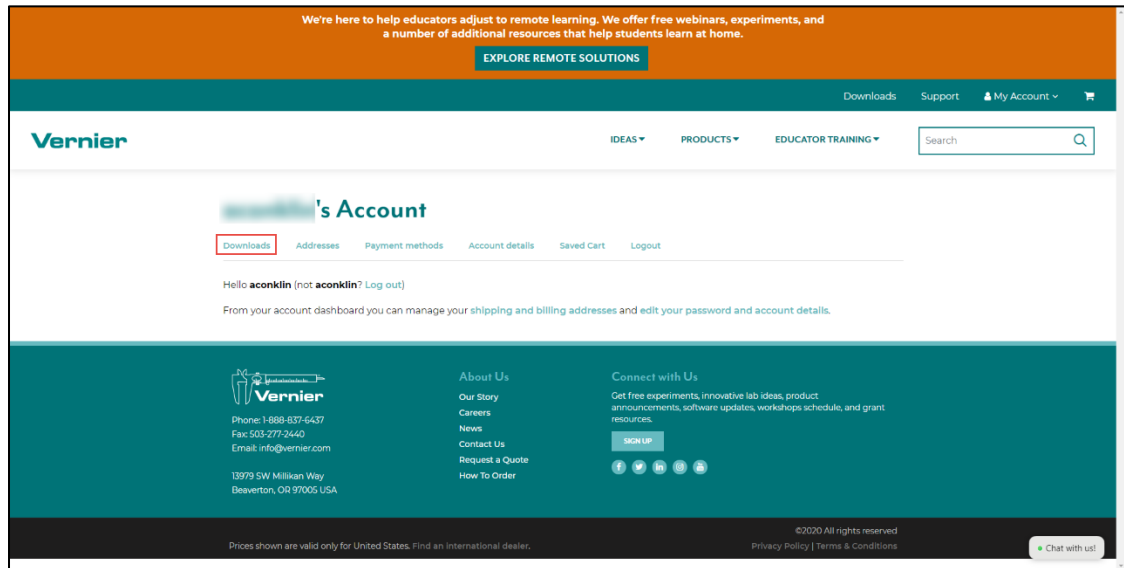 We're here to help educators adjust to remote learning. We offer free webinars, experiments, and
a number of additional resources that help students learn at home.
EXPLORE REMOTE SOLUTIONS
Downloads Support My Account
Vernier
IDEAS PRODUCTS EDUCATOR TRAINING Search
's Account
Downloads Addresses Payment methods Account details Saved Cart Logout
Hello aconklin (not aconklin? Log out)
From your account dashboard you can manage your shipping and billing addresses and edit your password and account details.
Vernier
Phone: 1-888-837-6437
Fax: 503-277-2440
Email: info@vernier.com
13979 SW Millikan Way
Beaverton, OR 97005 USA
About Us
Our Story
Careers
News
Contact Us
Request a Quote
How To Order
Connect with Us
Get free experiments, innovative lab ideas, product
announcements, software updates, workshops schedule, and grant
resources.
SIGN UP
©2020 All rights reserved
Prices shown are valid only for United States. Find an international dealer.
Privacy Policy | Terms & Conditions
Chat with us!